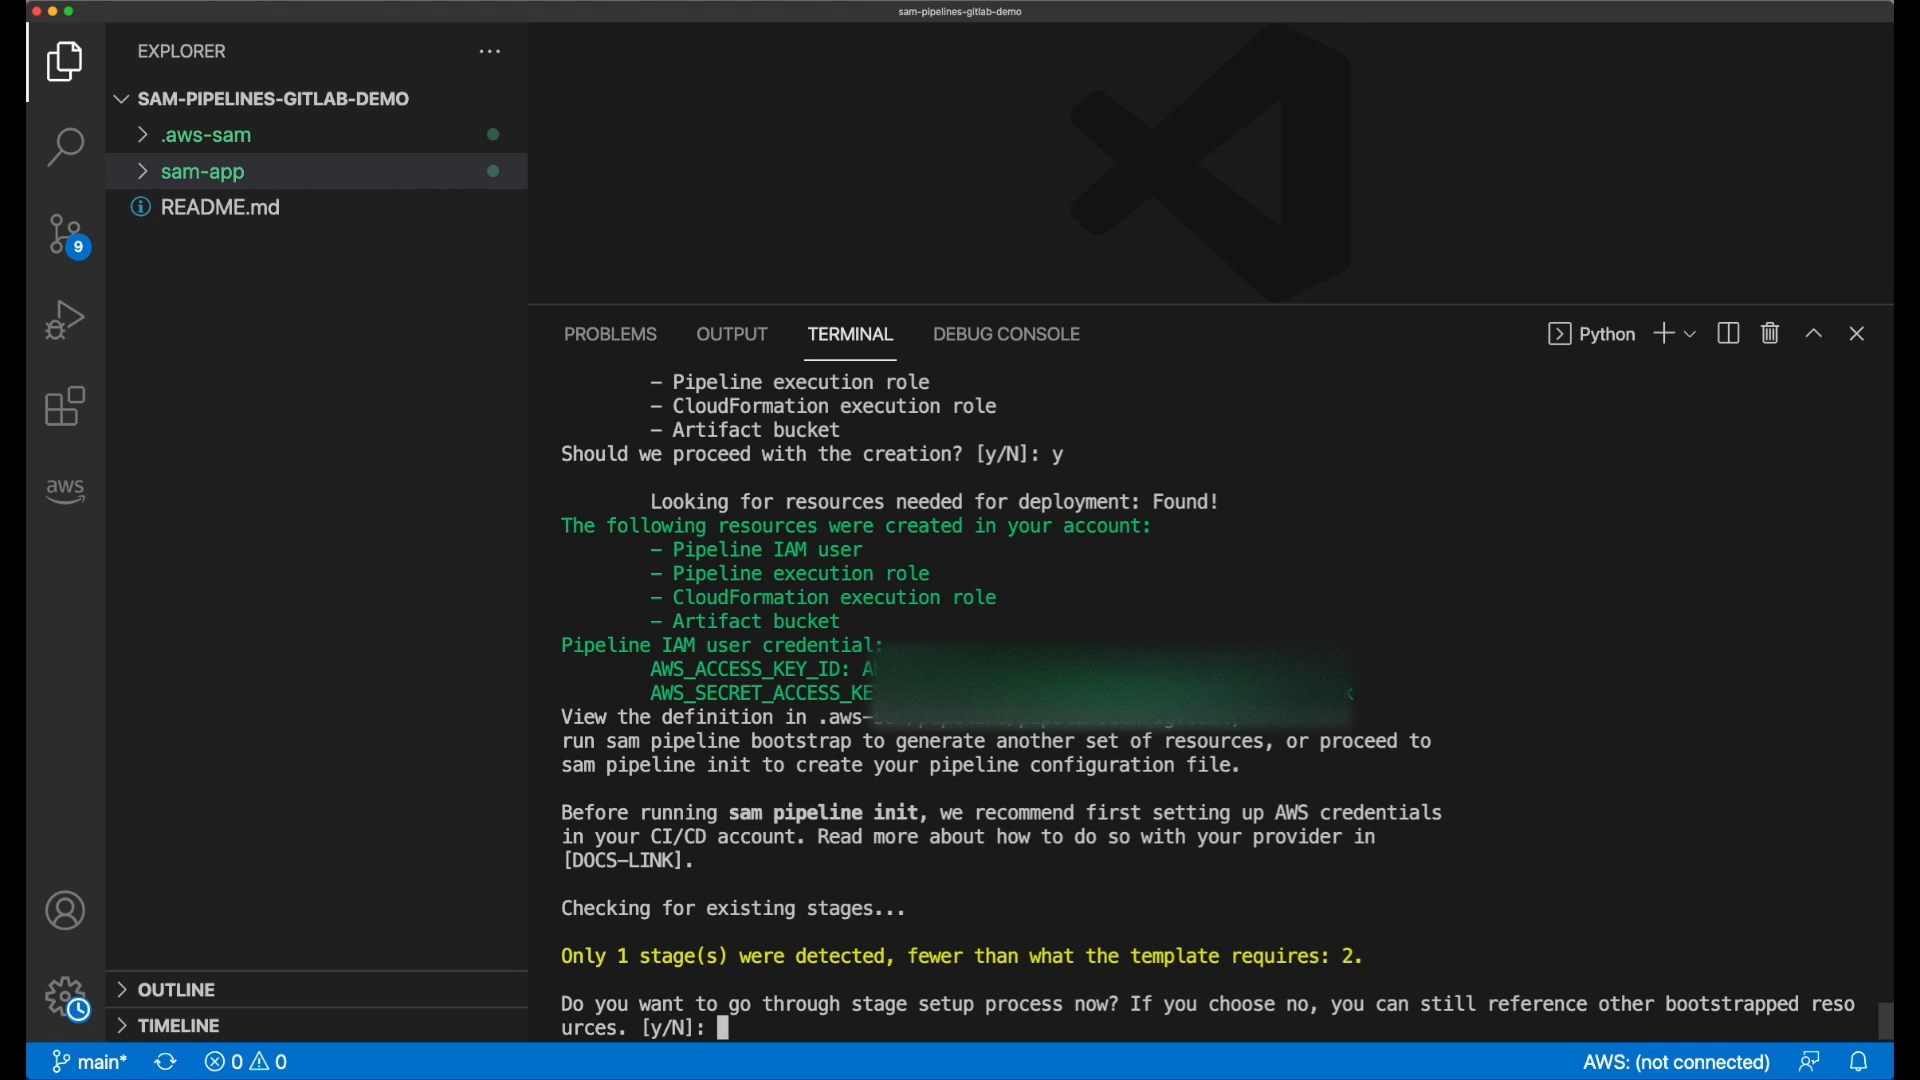 sam-pipelines-gitlab-demo
EXPLORER
SAM-PIPELINES-GITLAB-DEMO
.aws-sam
sam-app
README.md
9
aws
OUTLINE
TIMELINE
PROBLEMS OUTPUT TERMINAL DEBUG CONSOLE
Python
– Pipeline execution role
– CloudFormation execution role
– Artifact bucket
Should we proceed with the creation? [y/N]: y
Looking for resources needed for deployment: Found!
The following resources were created in your account:
– Pipeline IAM user
– Pipeline execution role
– CloudFormation execution role
– Artifact bucket
Pipeline IAM user credential:
AWS_ACCESS_KEY_ID: A
AWS_SECRET_ACCESS_KE
View the definition in .aws-
run sam pipeline bootstrap to generate another set of resources, or proceed to
sam pipeline init to create your pipeline configuration file.
Before running sam pipeline init, we recommend first setting up AWS credentials
in your CI/CD account. Read more about how to do so with your provider in
[DOCS–LINK].
Checking for existing stages...
Only 1 stage(s) were detected, fewer than what the template requires: 2.
Do you want to go through stage setup process now? If you choose no, you can still reference other bootstrapped reso
urces. [y/N]:
main* 0 0
AWS: (not connected)